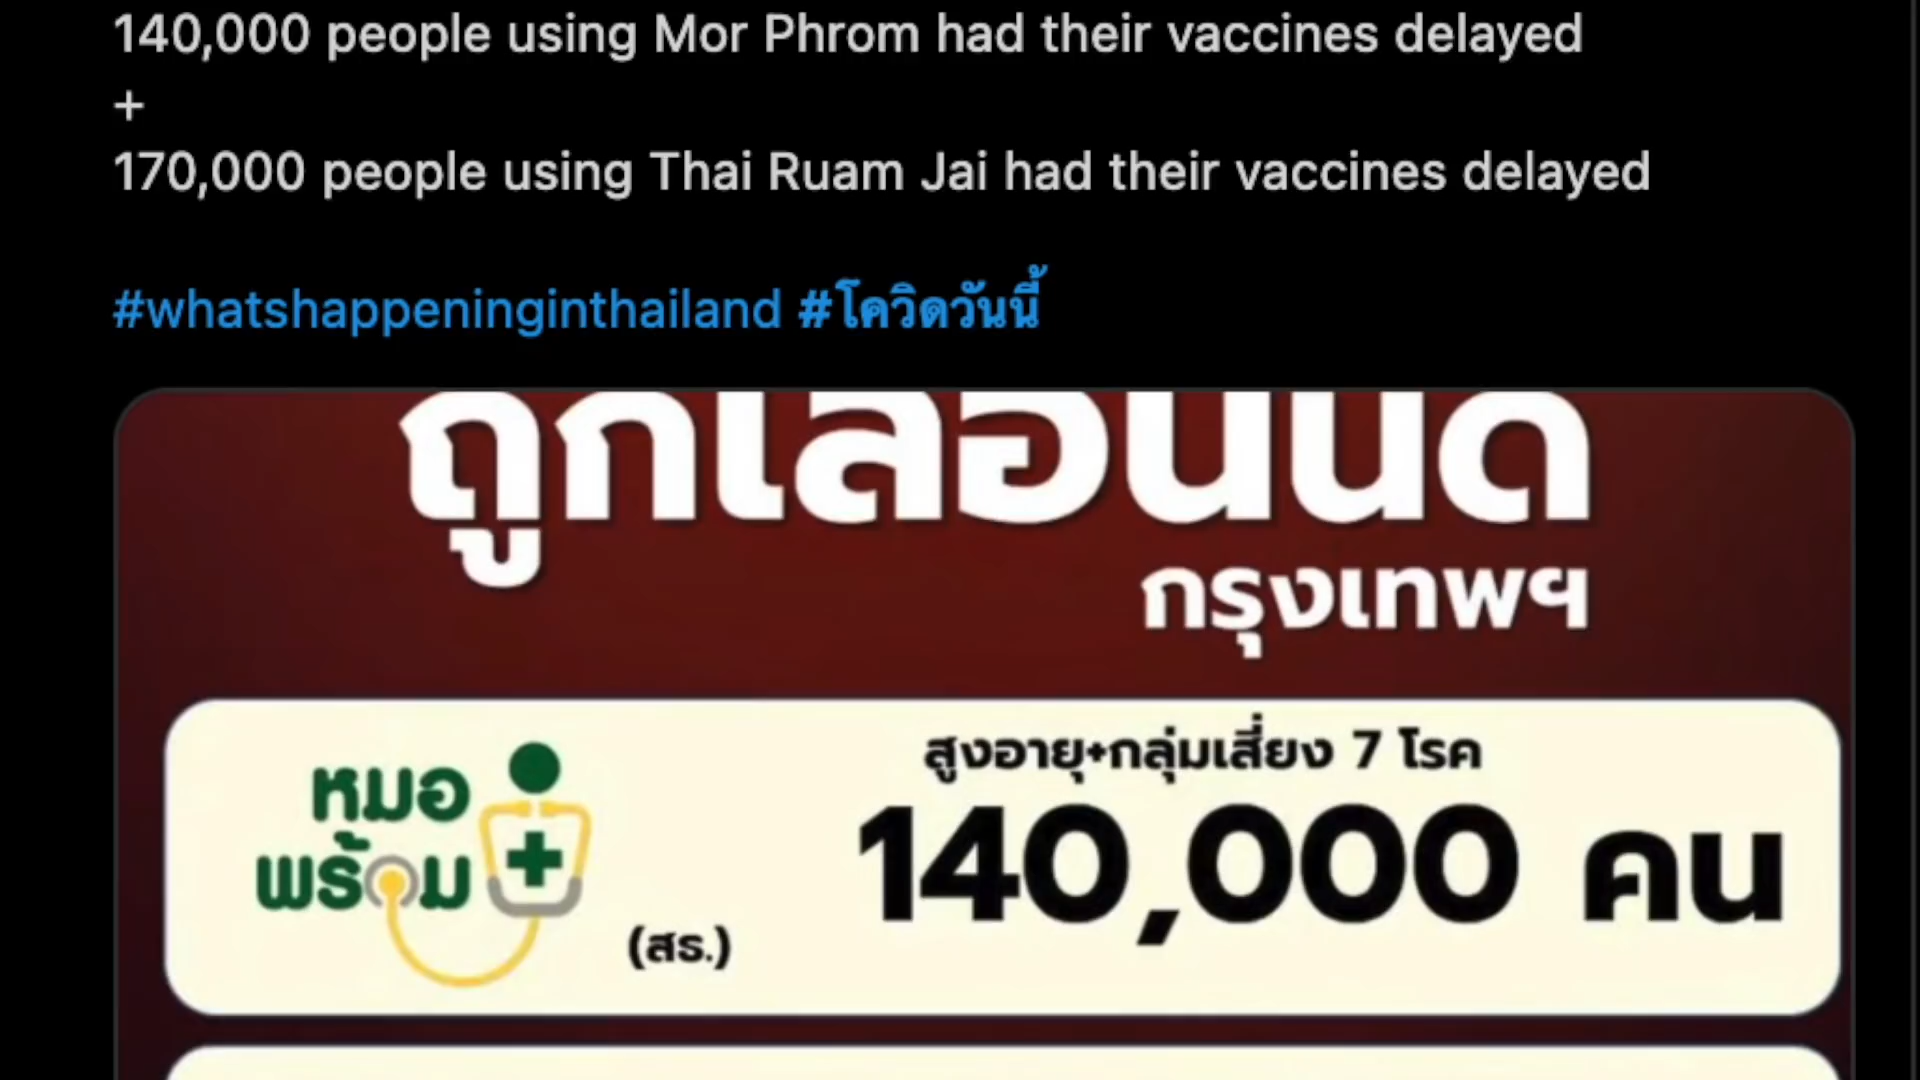 140,000 people using Mor Phrom had their vaccines delayed
+
170,000 people using Thai Ruam Jai had their vaccines delayed
#whatshappeninginthailand #โควิดวันนี้
ถูกเลื่อนนัด
กรุงเทพฯ
หมอ
พร้อม
(สธ.)
สูงอายุ+กลุ่มเสี่ยง 7 โรค
140,000 คน